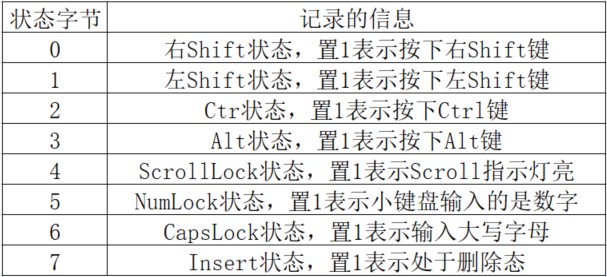 状态字节 记录的信息
0 右Shift状态，置1表示按下右Shift键
1 左Shift状态，置1表示按下左Shift键
2 Ctr状态，置1表示按下Ctrl键
3 Alt状态，置1表示按下Alt键
4 ScrollLock状态，置1表示Scroll指示灯亮
5 NumLock状态，置1表示小键盘输入的是数字
6 CapsLock状态，置1表示输入大写字母
7 Insert状态，置1表示处于删除态